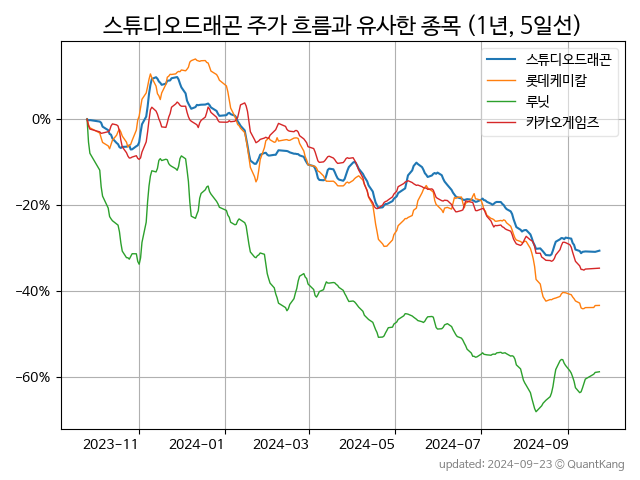 스튜디오드래곤 주가 흐름과 유사한 종목 (1년, 5일선)
스튜디오드래곤
롯데케미칼
루닛
카카오게임즈
0%
−20%
−40%
−60%
2023-11 2024-01 2024-03 2024-05 2024-07 2024-09
updated: 2024-09-23 © QuantKang